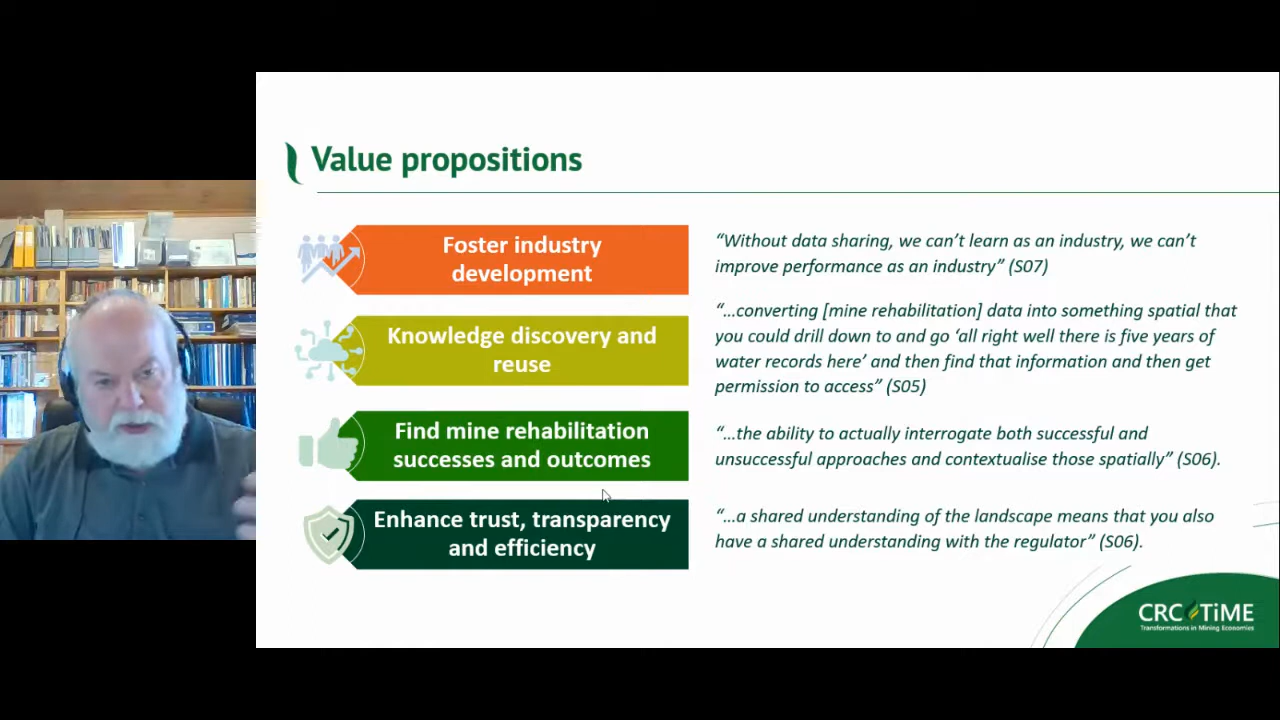 Value propositions
Foster industry
development
“Without data sharing, we can’t learn as an industry, we can’t
improve performance as an industry” (S07)
Knowledge discovery and
reuse
“…converting [mine rehabilitation] data into something spatial that
you could drill down to and go ‘all right well there is five years of
water records here’ and then find that information and then get
permission to access” (S05)
Find mine rehabilitation
successes and outcomes
“…the ability to actually interrogate both successful and
unsuccessful approaches and contextualise those spatially” (S06).
Enhance trust, transparency
and efficiency
“…a shared understanding of the landscape means that you also
have a shared understanding with the regulator” (S06).
CRC TiME
Transformations in Mining Economies